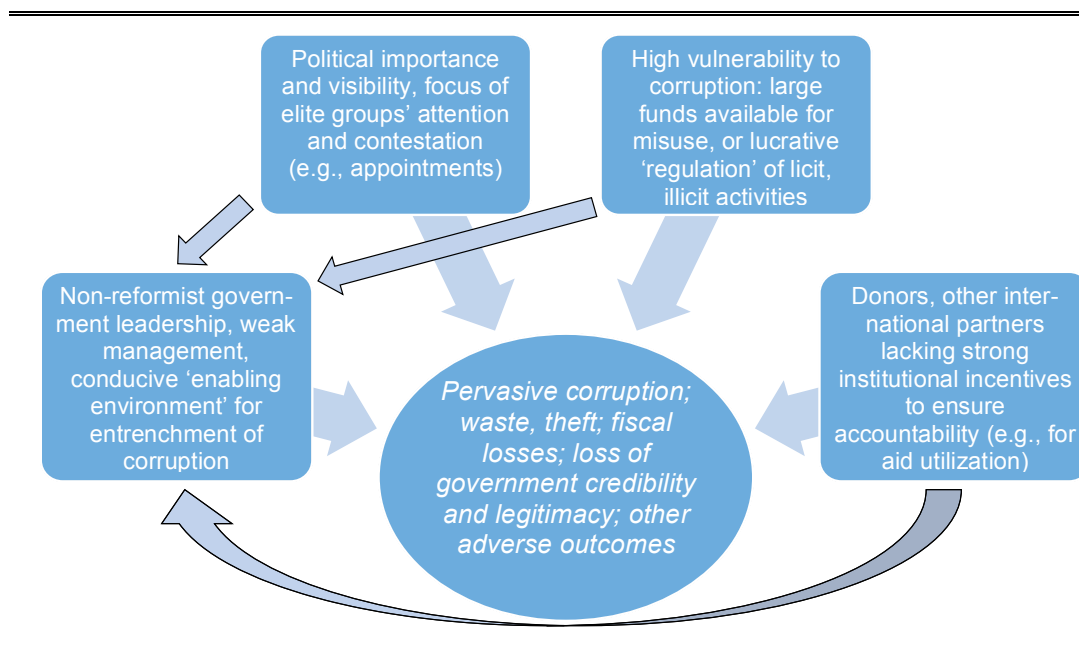 Political importance
and visibility, focus of
elite groups' attention
and contestation
(e.g., appointments)
High vulnerability to
corruption: large
funds available for
misuse, or lucrative
'regulation' of licit,
illicit activities
Non-reformist govern-
ment leadership, weak
management,
conducive 'enabling
environment' for
entrenchment of
corruption
Donors, other inter-
national partners
lacking strong
institutional incentives
to ensure
accountability (e.g., for
aid utilization)
Pervasive corruption;
waste, theft; fiscal
losses; loss of
government credibility
and legitimacy; other
adverse outcomes